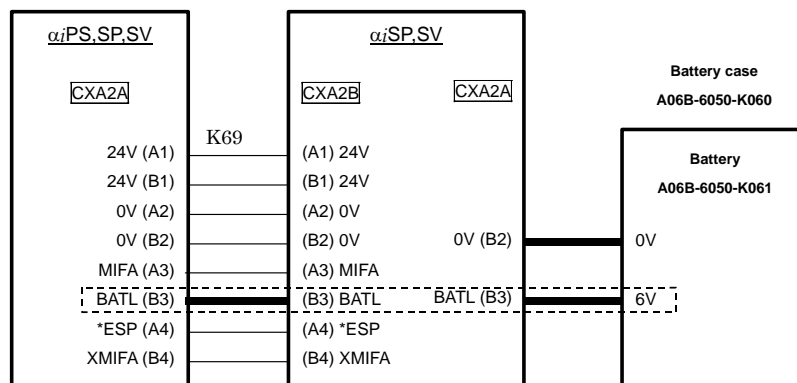 αiPS,SP,SV
CXA2A
24V (A1)
24V (B1)
0V (A2)
0V (B2)
MIFA (A3)
BATL (B3)
*ESP (A4)
XMIFA (B4)
K69
αiSP,SV
CXA2B
CXA2A
(A1) 24V
(B1) 24V
(A2) 0V
(B2) 0V
(A3) MIFA
(B3) BATL
(A4) *ESP
(B4) XMIFA
0V (B2)
BATL (B3)
Battery case
A06B-6050-K060
Battery
A06B-6050-K061
0V
6V